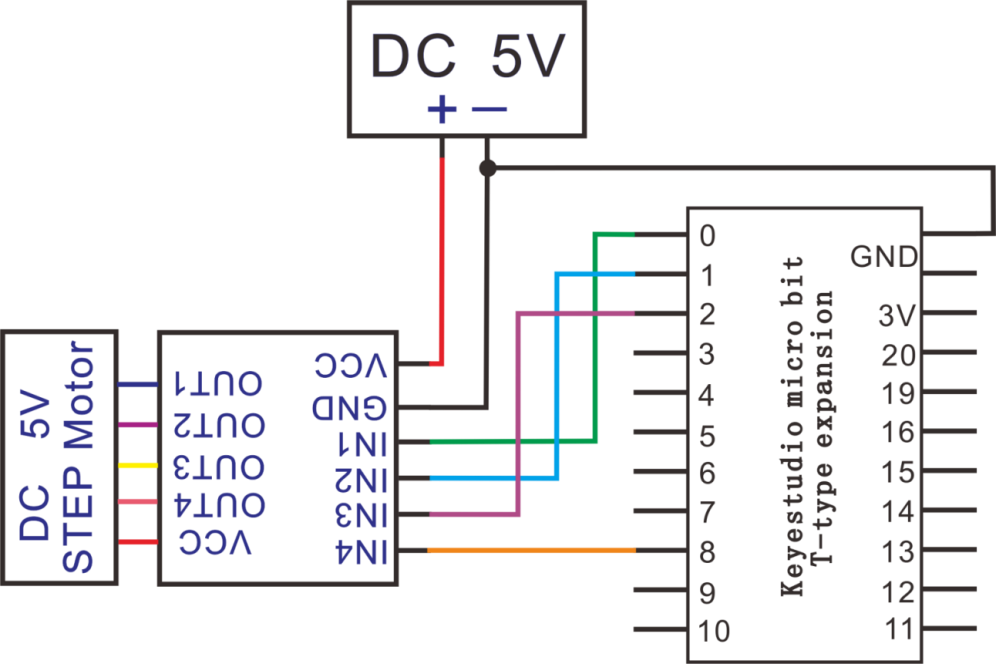 DC 5V
+ −
DC 5V
STEP Motor
OUT1
OUT2
OUT3
OUT4
VCC
VCC
GND
IN1
IN2
IN3
IN4
0
1
2
3
4
5
6
7
8
9
10
Keyestudio micro bit
T-type expansion
GND
3V
20
19
16
15
14
13
12
11